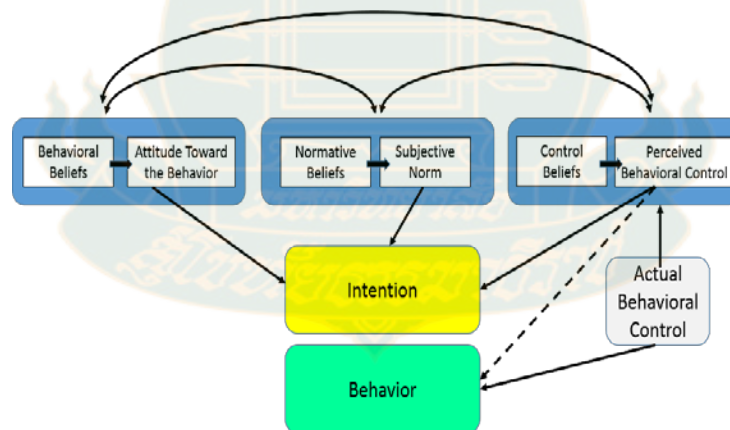 Behavioral
Beliefs
Attitude Toward
the Behavior
Normative
Beliefs
Subjective
Norm
Control
Beliefs
Perceived
Behavioral Control
Intention
Actual
Behavioral
Control
Behavior